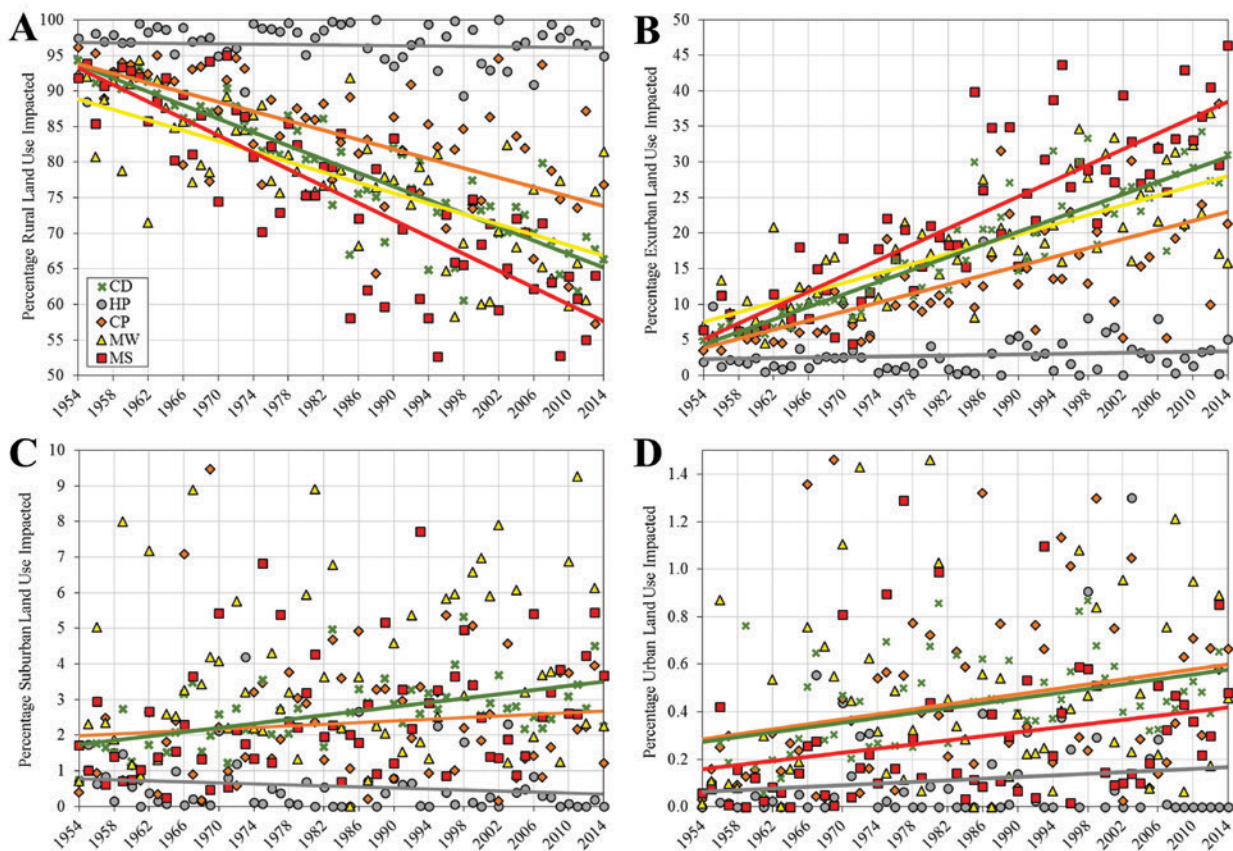 A
Percentage Rural Land Use Impacted
100
95
90
85
80
75
70
65
60
55
50
CD
HP
CP
MW
MS
1954 1958 1962 1966 1970 1974 1978 1982 1986 1990 1994 1998 2002 2006 2010 2014
B
Percentage Exurban Land Use Impacted
50
45
40
35
30
25
20
15
10
5
0
1954 1958 1962 1966 1970 1974 1978 1982 1986 1990 1994 1998 2002 2006 2010 2014
C
Percentage Suburban Land Use Impacted
10
9
8
7
6
5
4
3
2
1
0
1954 1958 1962 1966 1970 1974 1978 1982 1986 1990 1994 1998 2002 2006 2010 2014
D
Percentage Urban Land Use Impacted
1.4
1.2
1.0
0.8
0.6
0.4
0.2
0.0
1954 1958 1962 1966 1970 1974 1978 1982 1986 1990 1994 1998 2002 2006 2010 2014